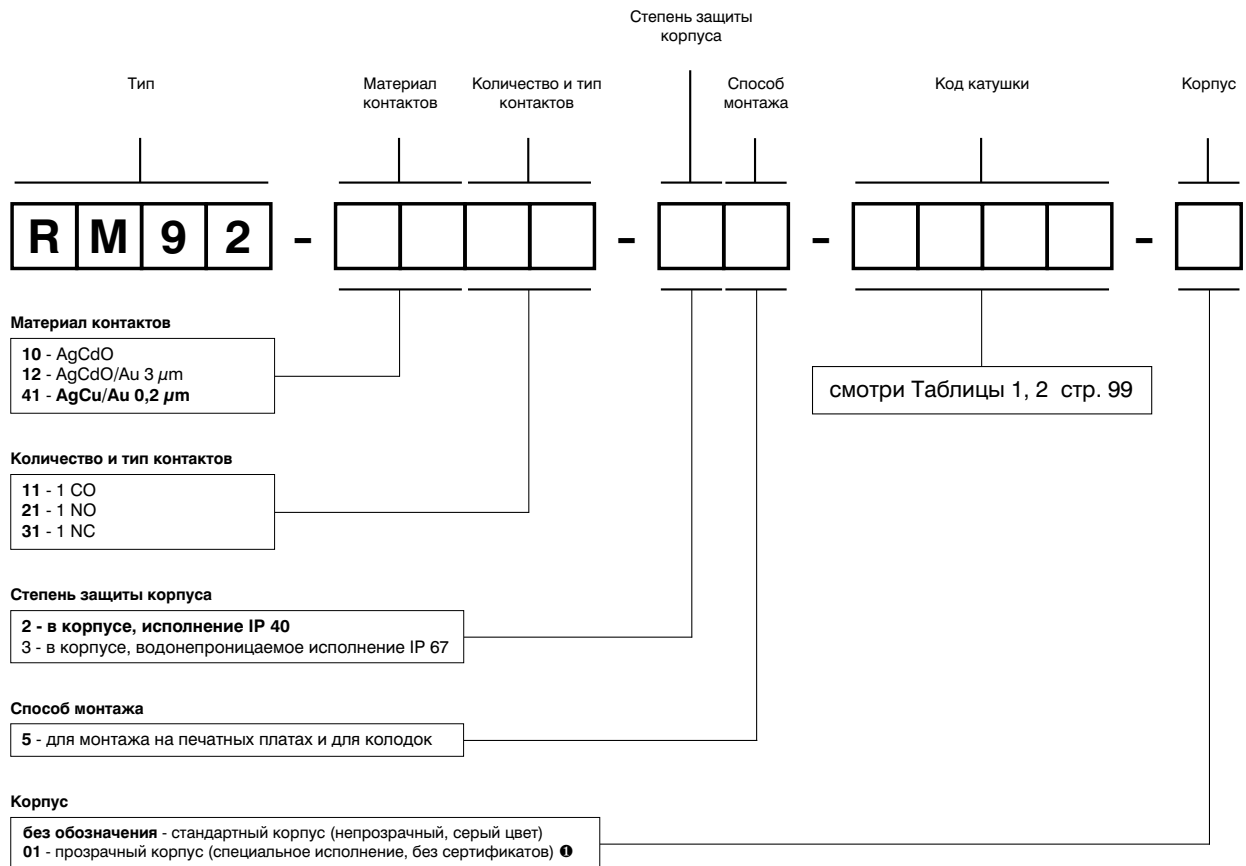 Степень защиты
корпуса
Тип
Материал
контактов
Количество и тип
контактов
Способ
монтажа
Код катушки
Корпус
RM92 - - - -
Материал контактов
10 - AgCdO
12 - AgCdO/Au 3 µm
41 - AgCu/Au 0,2 µm
смотри Таблицы 1, 2 стр. 99
Количество и тип контактов
11 - 1 CO
21 - 1 NO
31 - 1 NC
Степень защиты корпуса
2 - в корпусе, исполнение IP 40
3 - в корпусе, водонепроницаемое исполнение IP 67
Способ монтажа
5 - для монтажа на печатных платах и для колодок
Корпус
без обозначения - стандартный корпус (непрозрачный, серый цвет)
01 - прозрачный корпус (специальное исполнение, без сертификатов) ❶